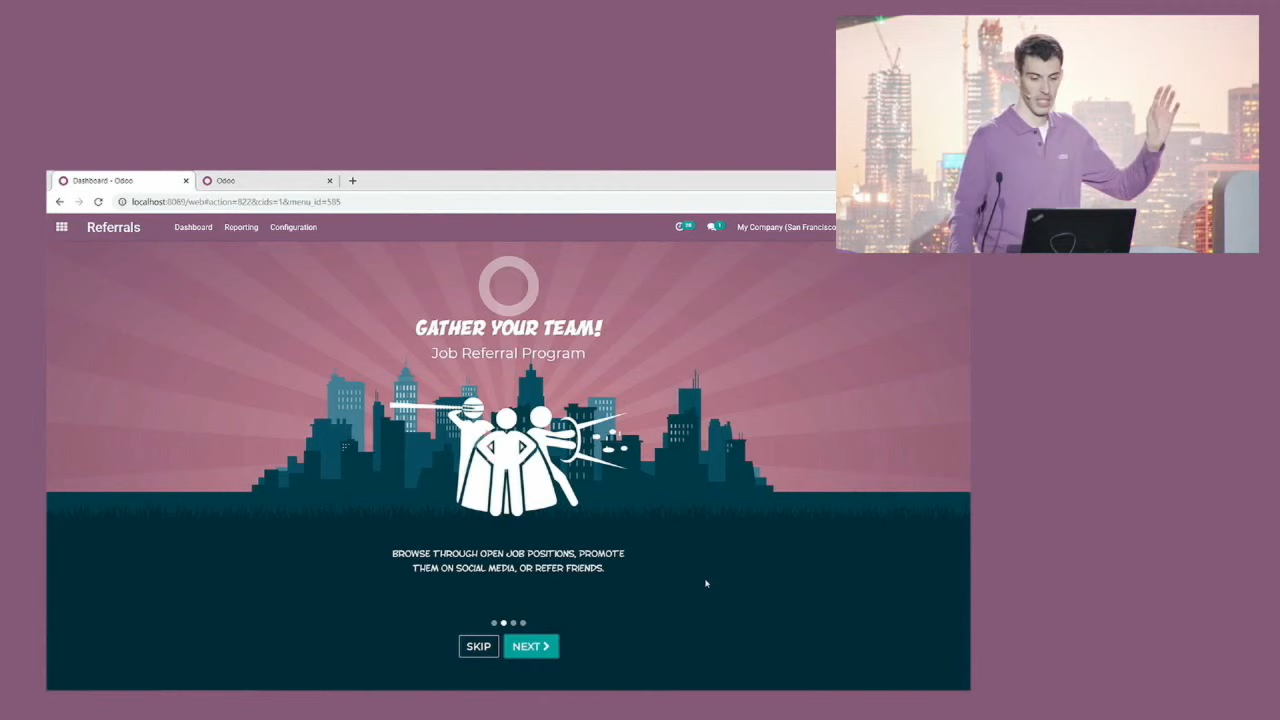 Dashboard - Odoo
Odoo
localhost:8069/web#action=822&cids=1&menu_id=585
Referrals
Dashboard
Reporting
Configuration
1
My Company (San Francisco
GATHER YOUR TEAM!
Job Referral Program
BROWSE THROUGH OPEN JOB POSITIONS, PROMOTE
THEM ON SOCIAL MEDIA, OR REFER FRIENDS.
SKIP
NEXT